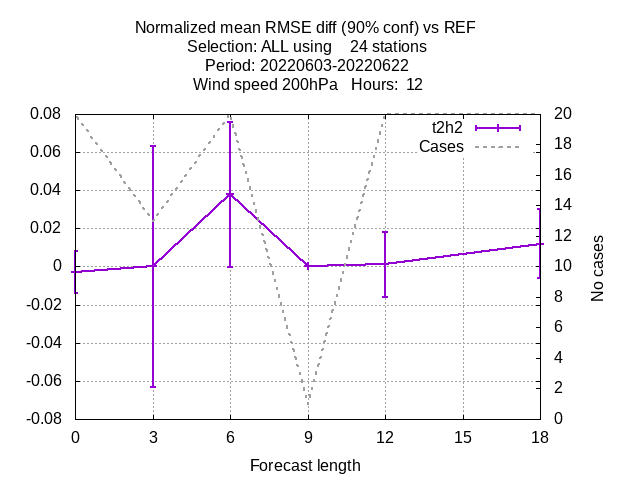 Normalized mean RMSE diff (90% conf) vs REF
Selection: ALL using    24 stations
Period: 20220603-20220622
Wind speed 200hPa   Hours:  12
0.08
0.06
0.04
0.02
0
-0.02
-0.04
-0.06
-0.08
t2h2
Cases
20
18
16
14
12
10
8
6
4
2
0
No cases
0 3 6 9 12 15 18
Forecast length